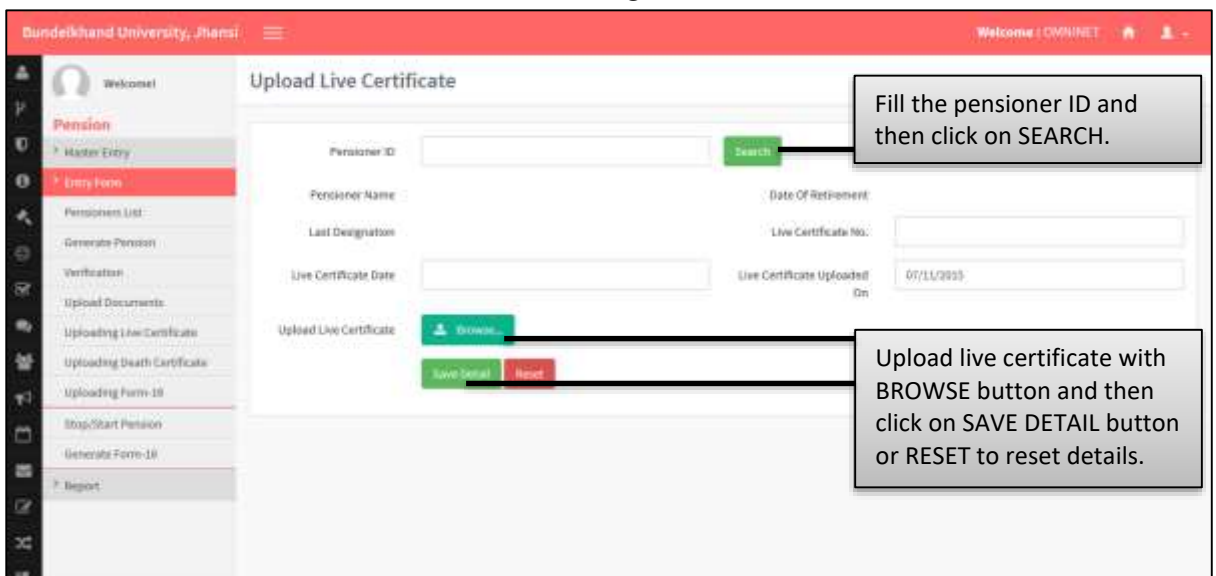 Bundelkhand University, Jhansi
Welcome : OMNINET
Welcome!
Upload Live Certificate
Fill the pensioner ID and
then click on SEARCH.
Pension
Master Entry
Entry Form
Pensioners List
Generate Pension
Verification
Upload Documents
Uploading Live Certificate
Uploading Death Certificate
Uploading Form-18
Stop/Start Pension
Generate Form-18
Report
Pensioner ID
Search
Pensioner Name
Date Of Retirement
Last Designation
Live Certificate No.
Live Certificate Date
Live Certificate Uploaded
On
07/11/2015
Upload Live Certificate
Browse...
Save Detail
Reset
Upload live certificate with
BROWSE button and then
click on SAVE DETAIL button
or RESET to reset details.